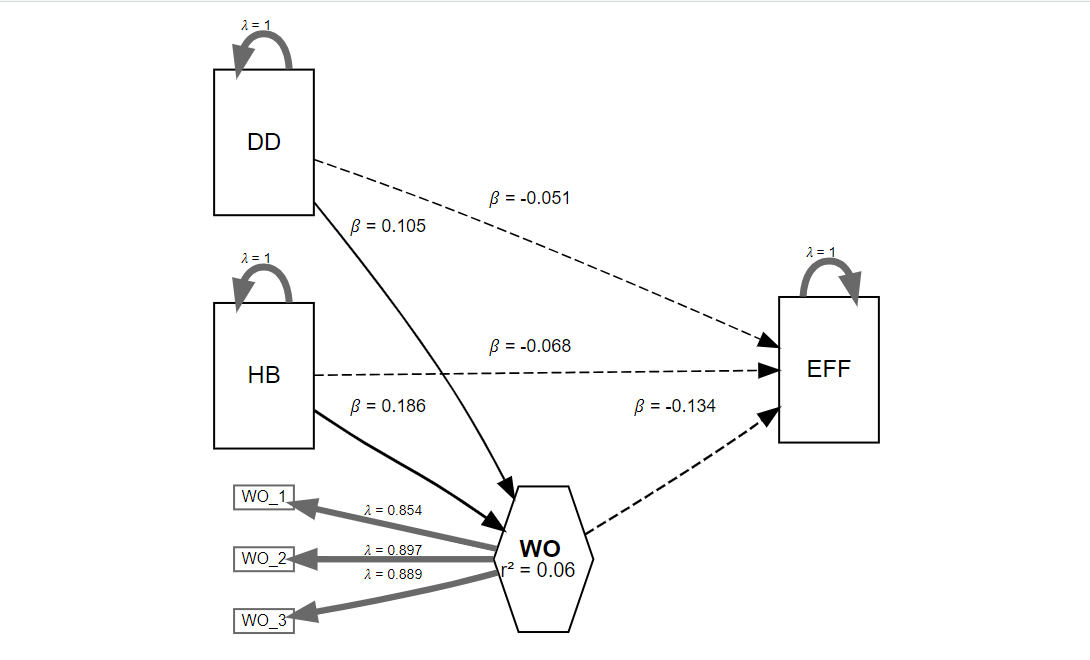 λ = 1
DD
β = -0.051
β = 0.105
λ = 1
λ = 1
β = -0.068
HB
EFF
β = 0.186
β = -0.134
WO_1
λ = 0.854
WO
λ = 0.897
WO_2
r² = 0.06
λ = 0.889
WO_3